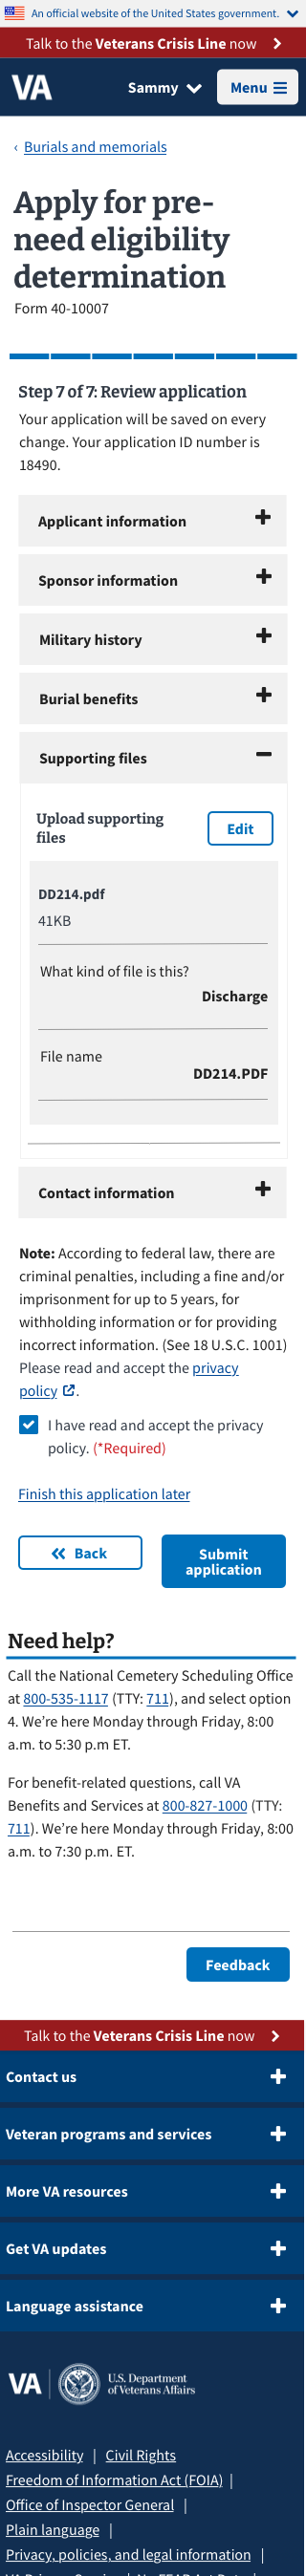 An official website of the United States government.
Talk to the Veterans Crisis Line now
VA
Sammy
Menu
‹ Burials and memorials
Apply for pre-
need eligibility
determination
Form 40-10007
Step 7 of 7: Review application
Your application will be saved on every
change. Your application ID number is
18490.
Applicant information
Sponsor information
Military history
Burial benefits
Supporting files
Upload supporting
files
Edit
DD214.pdf
41KB
What kind of file is this?
Discharge
File name
DD214.PDF
Contact information
Note: According to federal law, there are
criminal penalties, including a fine and/or
imprisonment for up to 5 years, for
withholding information or for providing
incorrect information. (See 18 U.S.C. 1001)
Please read and accept the privacy
policy.
I have read and accept the privacy
policy. (*Required)
Finish this application later
Back
Submit
application
Need help?
Call the National Cemetery Scheduling Office
at 800-535-1117 (TTY: 711), and select option
4. We’re here Monday through Friday, 8:00
a.m. to 5:30 p.m ET.
For benefit-related questions, call VA
Benefits and Services at 800-827-1000 (TTY:
711). We’re here Monday through Friday, 8:00
a.m. to 7:30 p.m. ET.
Feedback
Talk to the Veterans Crisis Line now
Contact us
Veteran programs and services
More VA resources
Get VA updates
Language assistance
VA | U.S. Department
of Veterans Affairs
Accessibility | Civil Rights
Freedom of Information Act (FOIA) |
Office of Inspector General |
Plain language |
Privacy, policies, and legal information |